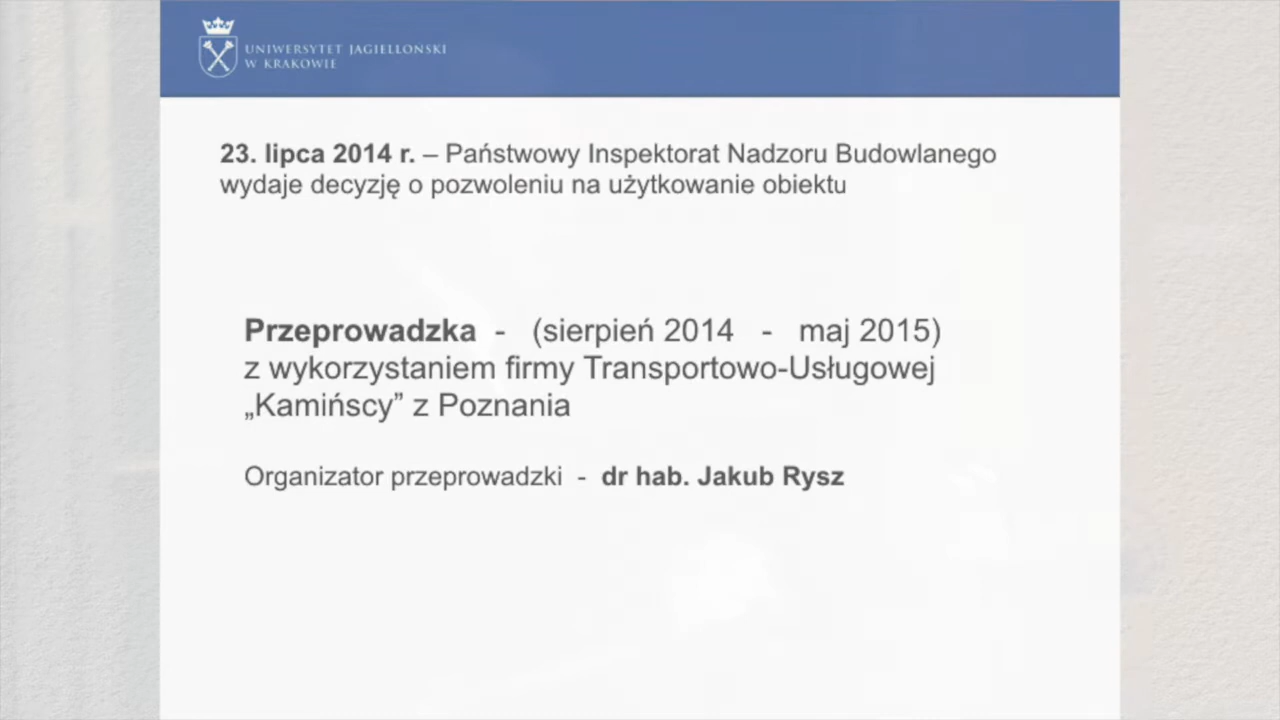 UNIWERSYTET JAGIELLOŃSKI
W KRAKOWIE
23. lipca 2014 r. – Państwowy Inspektorat Nadzoru Budowlanego
wydaje decyzję o pozwoleniu na użytkowanie obiektu
Przeprowadzka - (sierpień 2014 - maj 2015)
z wykorzystaniem firmy Transportowo-Usługowej
„Kamińscy” z Poznania
Organizator przeprowadzki - dr hab. Jakub Rysz